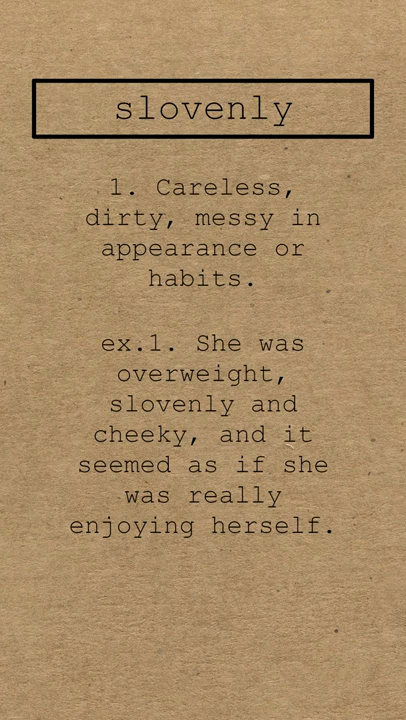 slovenly
1. Careless,
dirty, messy in
appearance or
habits.
ex.1. She was
overweight,
slovenly and
cheeky, and it
seemed as if she
was really
enjoying herself.